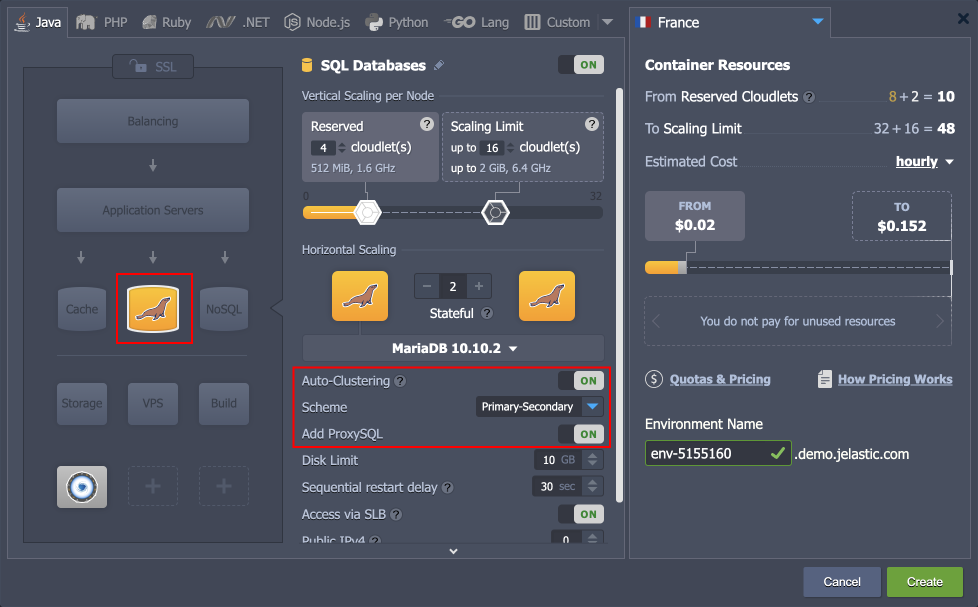 Java PHP Ruby .NET Node.js Python GO Lang Custom
France
SSL
Balancing
Application Servers
Cache
NoSQL
Storage
VPS
Build
SQL Databases ON
Vertical Scaling per Node
Reserved ?
4 cloudlet(s)
512 MiB, 1.6 GHz
Scaling Limit ?
up to 16 cloudlet(s)
up to 2 GiB, 6.4 GHz
0 32
Horizontal Scaling
− 2 +
Stateful ?
MariaDB 10.10.2
Auto-Clustering ? ON
Scheme Primary-Secondary
Add ProxySQL ON
Disk Limit 10 GB
Sequential restart delay ? 30 sec
Access via SLB ? ON
Public IPv4 ? 0
Container Resources
From Reserved Cloudlets ? 8 + 2 = 10
To Scaling Limit 32 + 16 = 48
Estimated Cost hourly
FROM
$0.02
TO
$0.152
You do not pay for unused resources
$ Quotas & Pricing
How Pricing Works
Environment Name
env-5155160 .demo.jelastic.com
Cancel Create